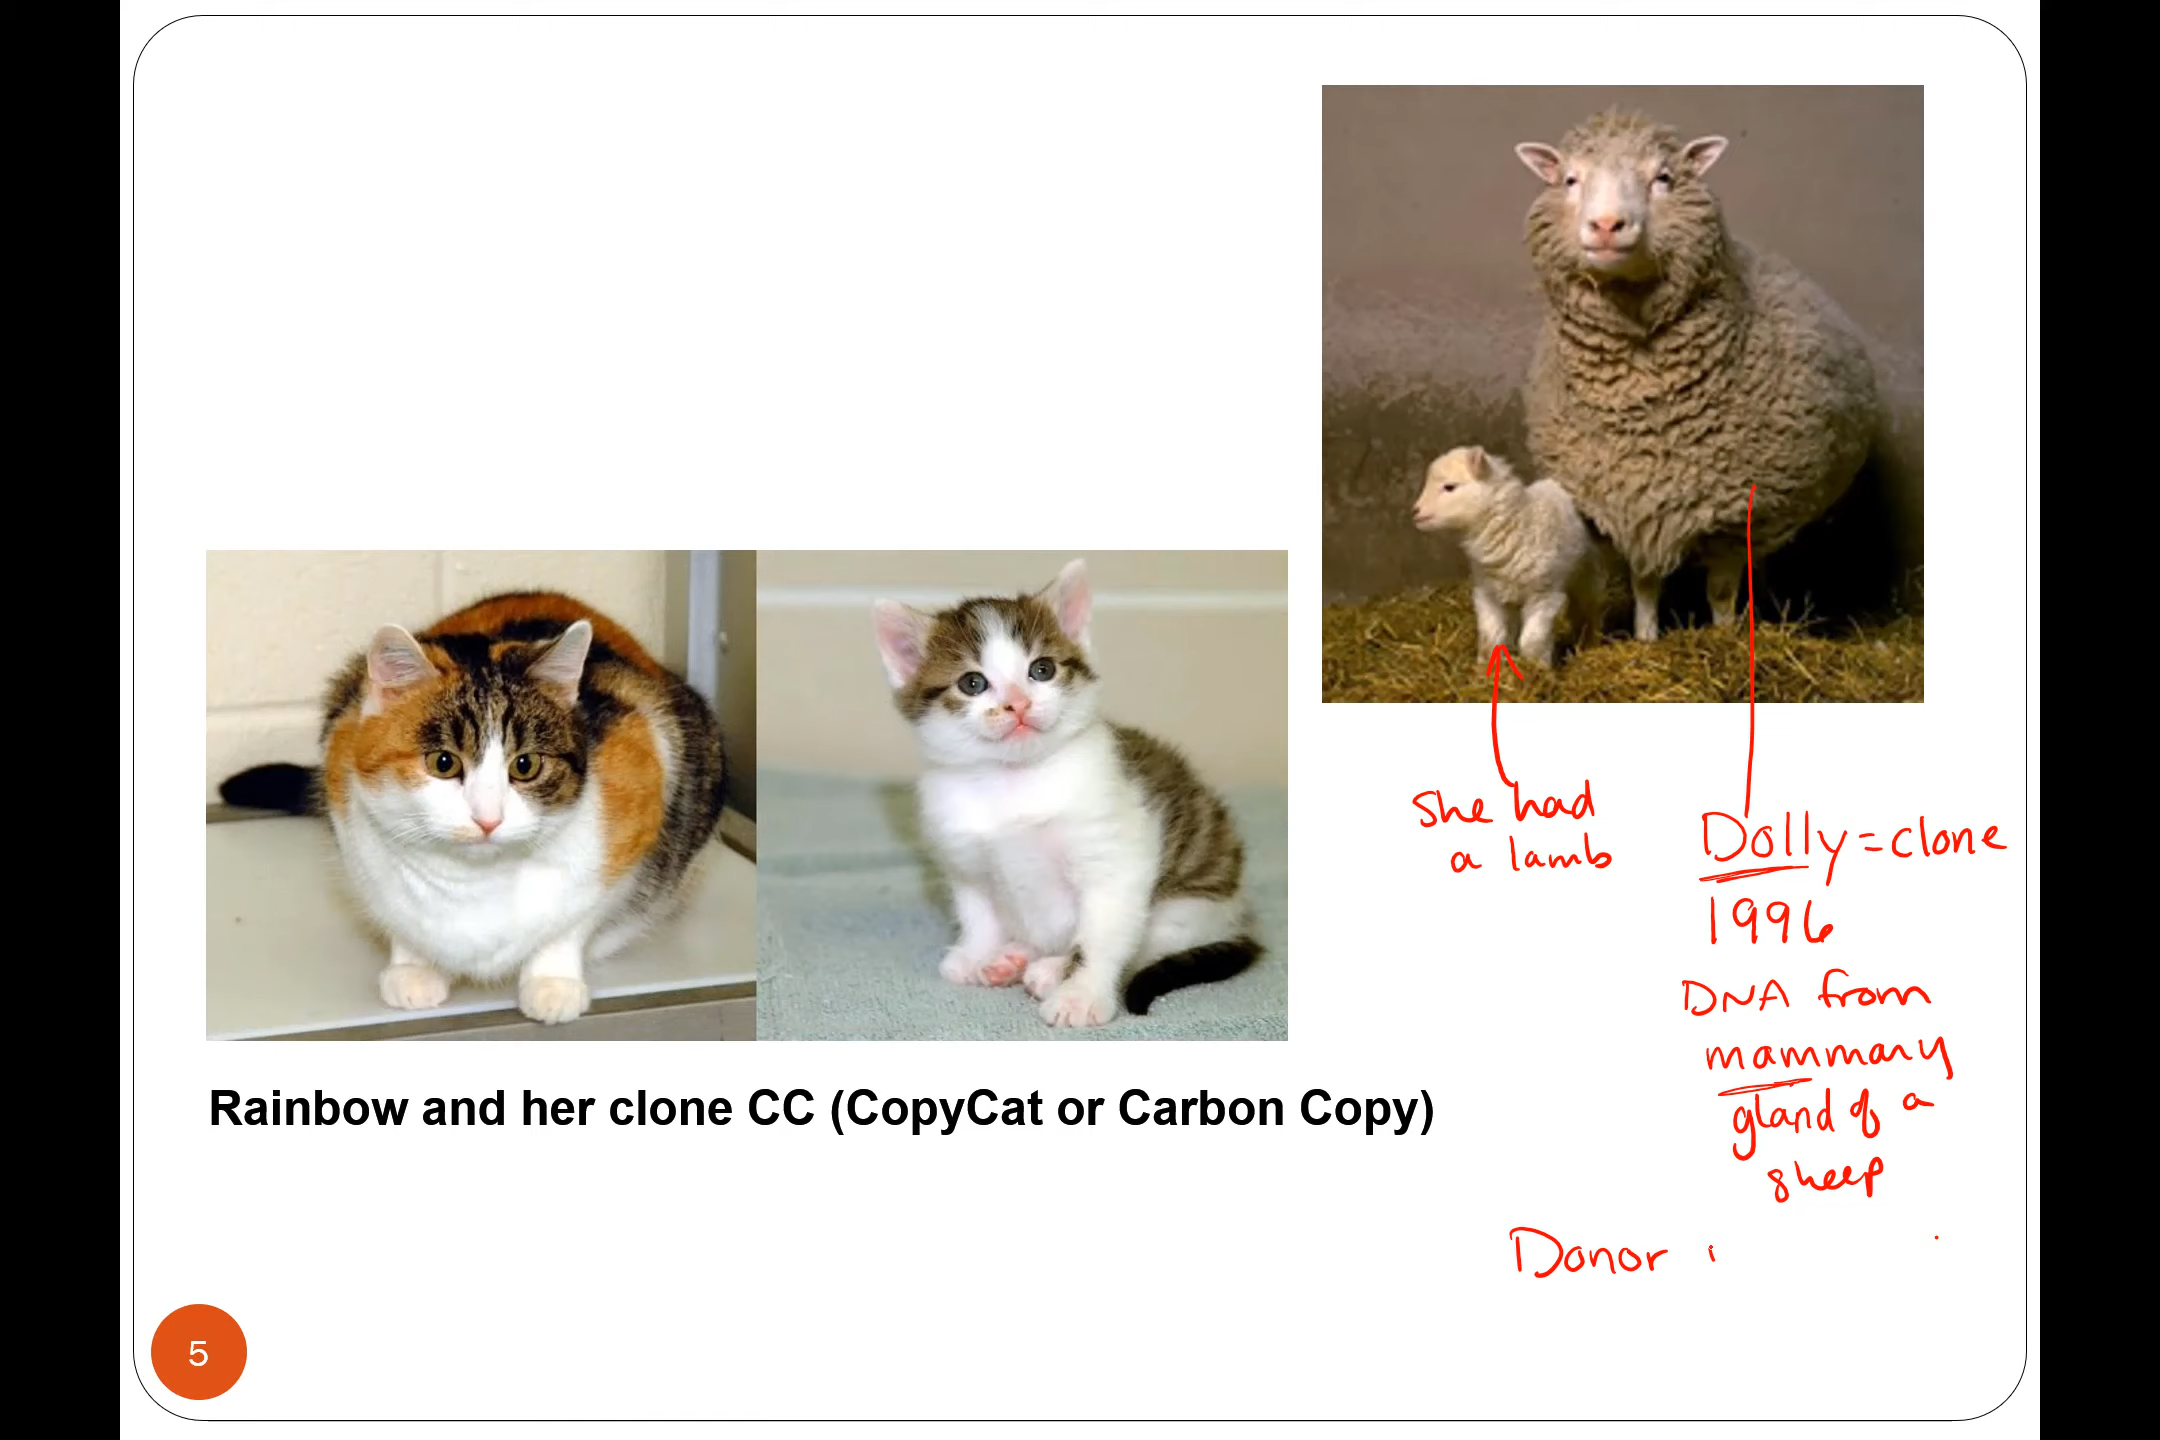 She had
a lamb
Dolly = clone
1996
DNA from
mammary
gland of a
sheep
Rainbow and her clone CC (CopyCat or Carbon Copy)
Donor
5